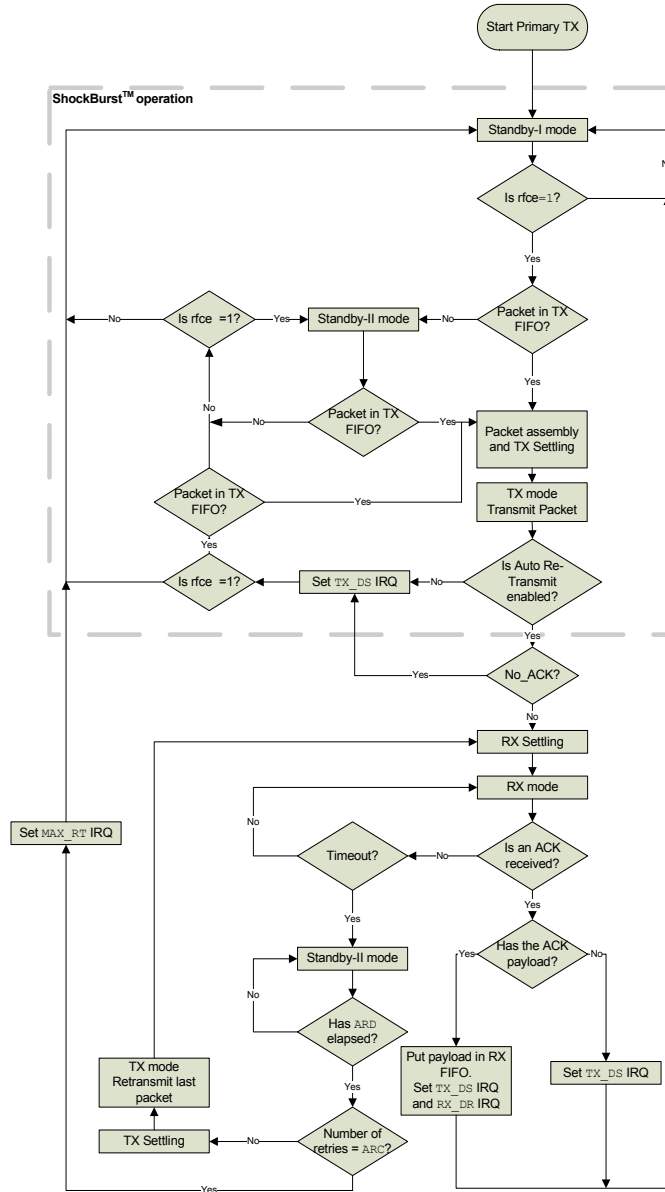 Start Primary TX
ShockBurst™ operation
Standby-I mode
N
Is rfce=1?
Yes
Is rfce =1?
No
Yes
Standby-II mode
No
Packet in TX
FIFO?
Yes
No
No
Packet in TX
FIFO?
Yes
Packet assembly
and TX Settling
Packet in TX
FIFO?
Yes
TX mode
Transmit Packet
Yes
Is rfce =1?
Set TX_DS IRQ
No
Is Auto Re-
Transmit
enabled?
Yes
Yes
No_ACK?
No
RX Settling
RX mode
No
Set MAX_RT IRQ
Timeout?
No
Is an ACK
received?
Yes
Yes
Standby-II mode
Yes
Has the ACK
payload?
No
No
Has ARD
elapsed?
TX mode
Retransmit last
packet
Put payload in RX
FIFO.
Set TX_DS IRQ
and RX_DR IRQ
Set TX_DS IRQ
Yes
TX Settling
No
Number of
retries = ARC?
Yes